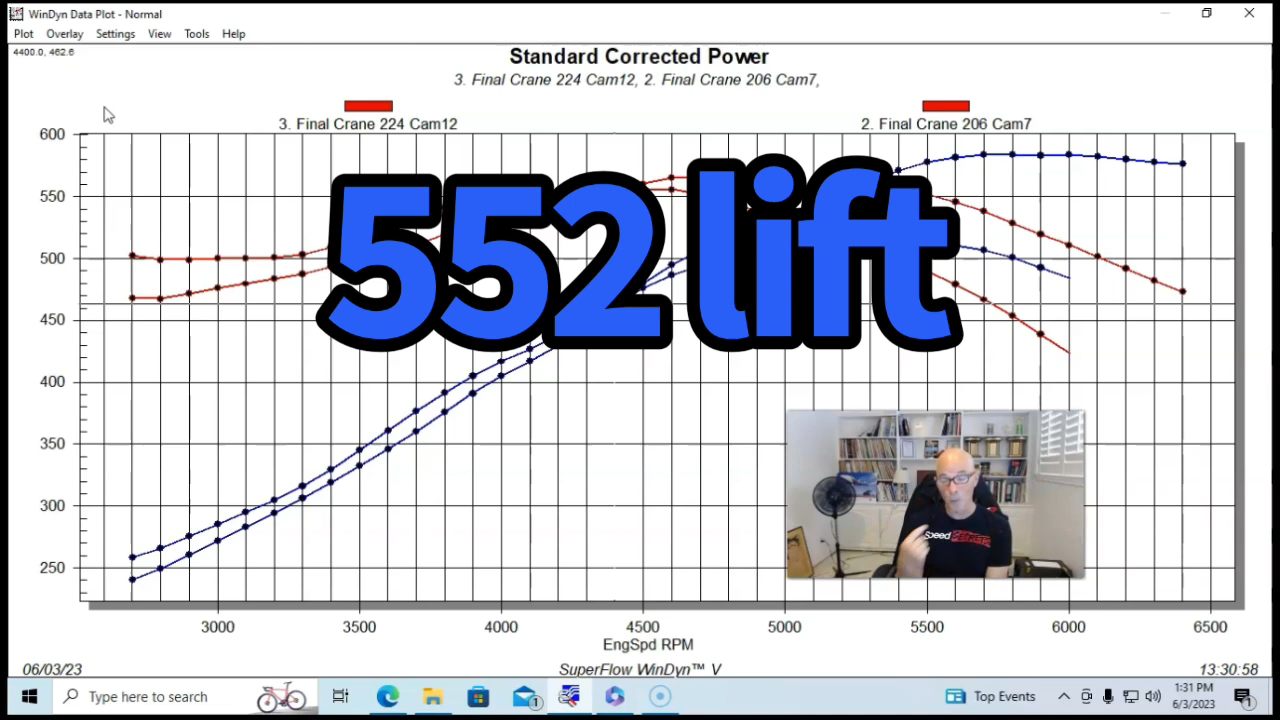 WinDyn Data Plot - Normal
Plot Overlay Settings View Tools Help
4400.0, 462.6
Standard Corrected Power
3. Final Crane 224 Cam12, 2. Final Crane 206 Cam7,
3. Final Crane 224 Cam12
2. Final Crane 206 Cam7
600
550
500
450
400
350
300
250
552 lift
Speed
3000 3500 4000 4500 5000 5500 6000 6500
EngSpd RPM
06/03/23 SuperFlow WinDyn™ V 13:30:58
Type here to search
1
Top Events
1:31 PM
6/3/2023
1